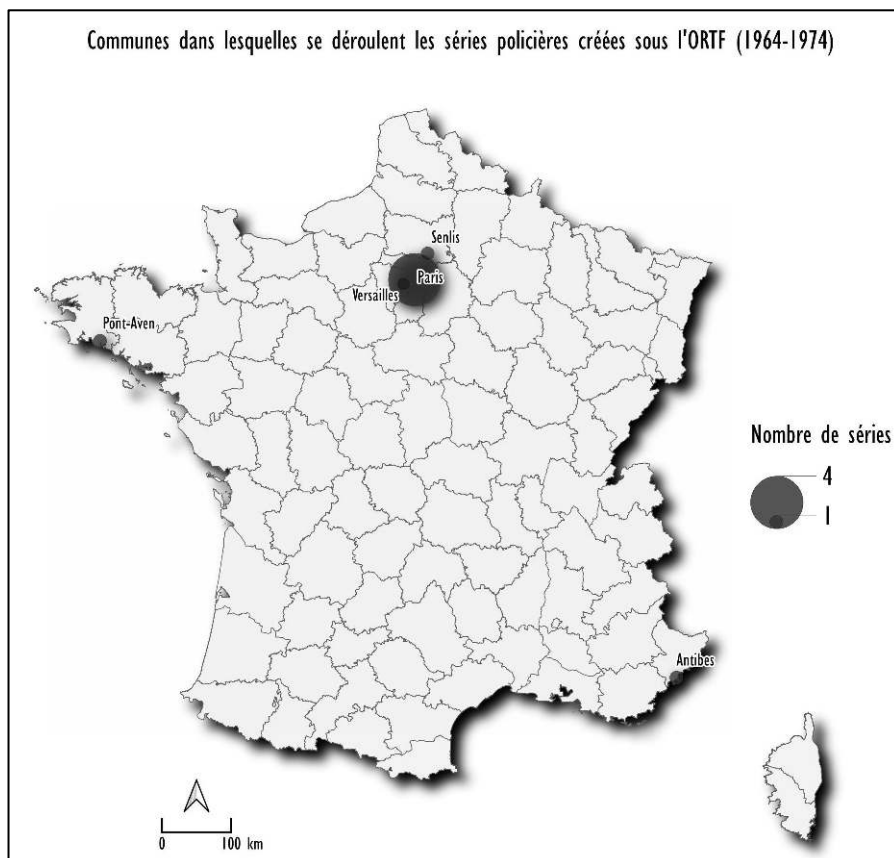 Communes dans lesquelles se déroulent les séries policières créées sous l'ORTF (1964-1974)
Senlis
Paris
Versailles
Pont-Aven
Nombre de séries
4
1
Antibes
0 100 km